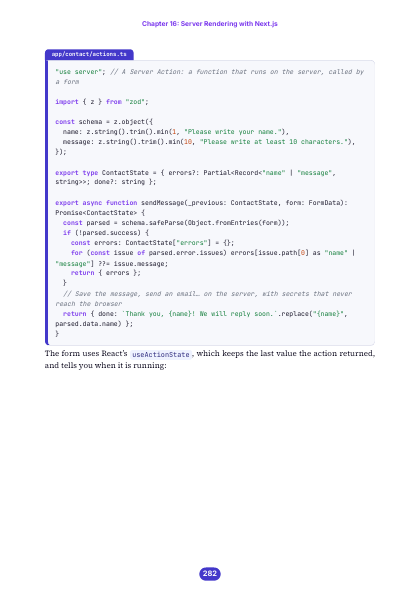 Chapter 16: Server Rendering with Next.js
app/contact/actions.ts
"use server"; // A Server Action: a function that runs on the server, called by
a form
import { z } from "zod";
const schema = z.object({
  name: z.string().trim().min(1, "Please write your name."),
  message: z.string().trim().min(10, "Please write at least 10 characters."),
});
export type ContactState = { errors?: Partial<Record<"name" | "message",
string>>; done?: string };
export async function sendMessage(_previous: ContactState, form: FormData):
Promise<ContactState> {
  const parsed = schema.safeParse(Object.fromEntries(form));
  if (!parsed.success) {
    const errors: ContactState["errors"] = {};
    for (const issue of parsed.error.issues) errors[issue.path[0] as "name" |
"message"] ??= issue.message;
    return { errors };
  }
  // Save the message, send an email… on the server, with secrets that never
reach the browser
  return { done: `Thank you, {name}! We will reply soon.`.replace("{name}",
parsed.data.name) };
}
The form uses React’s useActionState, which keeps the last value the action returned,
and tells you when it is running:
282